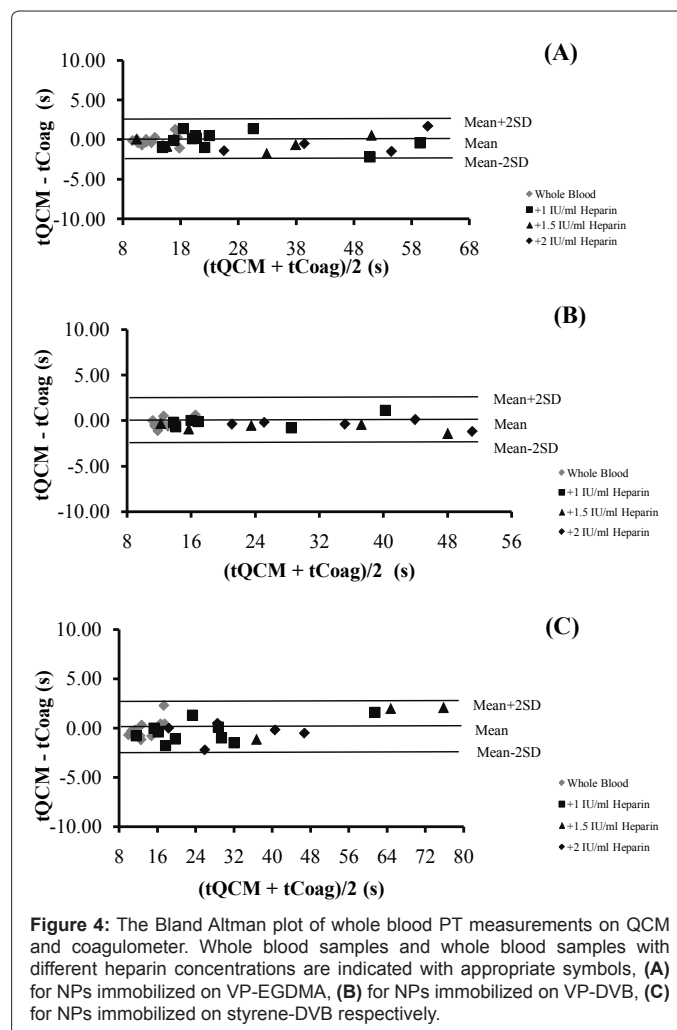 (A)
10.00
5.00
0.00
-5.00
-10.00
tQCM - tCoag (s)
Mean+2SD
Mean
Mean-2SD
Whole Blood
+1 IU/ml Heparin
+1.5 IU/ml Heparin
+2 IU/ml Heparin
8 18 28 38 48 58 68
(tQCM + tCoag)/2 (s)
(B)
10.00
5.00
0.00
-5.00
-10.00
tQCM - tCoag (s)
Mean+2SD
Mean
Mean-2SD
Whole Blood
+1 IU/ml Heparin
+1.5 IU/ml Heparin
+2 IU/ml Heparin
8 16 24 32 40 48 56
(tQCM + tCoag)/2 (s)
(C)
10.00
5.00
0.00
-5.00
-10.00
tQCM - tCoag (s)
Mean+2SD
Mean
Mean-2SD
Whole Blood
+1 IU/ml Heparin
+1.5 IU/ml Heparin
+2 IU/ml Heparin
8 16 24 32 40 48 56 64 72 80
(tQCM + tCoag)/2 (s)
Figure 4: The Bland Altman plot of whole blood PT measurements on QCM
and coagulometer. Whole blood samples and whole blood samples with
different heparin concentrations are indicated with appropriate symbols, (A)
for NPs immobilized on VP-EGDMA, (B) for NPs immobilized on VP-DVB, (C)
for NPs immobilized on styrene-DVB respectively.